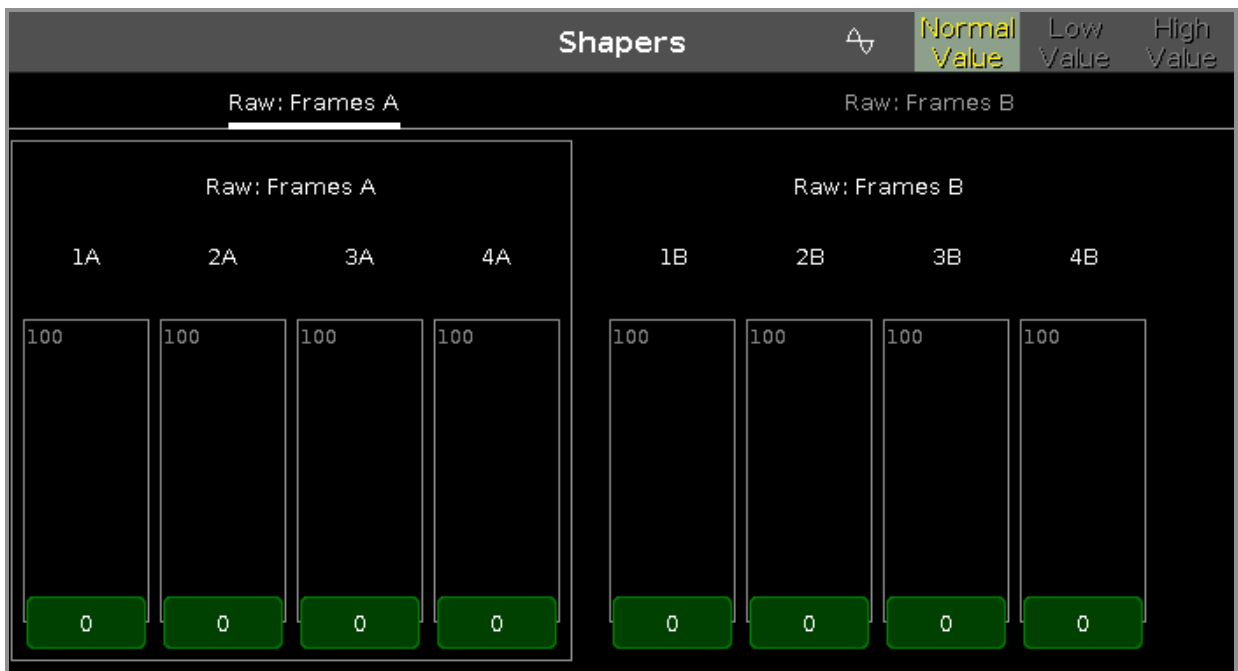 Shapers
Normal Value
Low Value
High Value
Raw: Frames A
Raw: Frames B
Raw: Frames A
Raw: Frames B
1A 2A 3A 4A 1B 2B 3B 4B
100 100 100 100 100 100 100 100
0 0 0 0 0 0 0 0